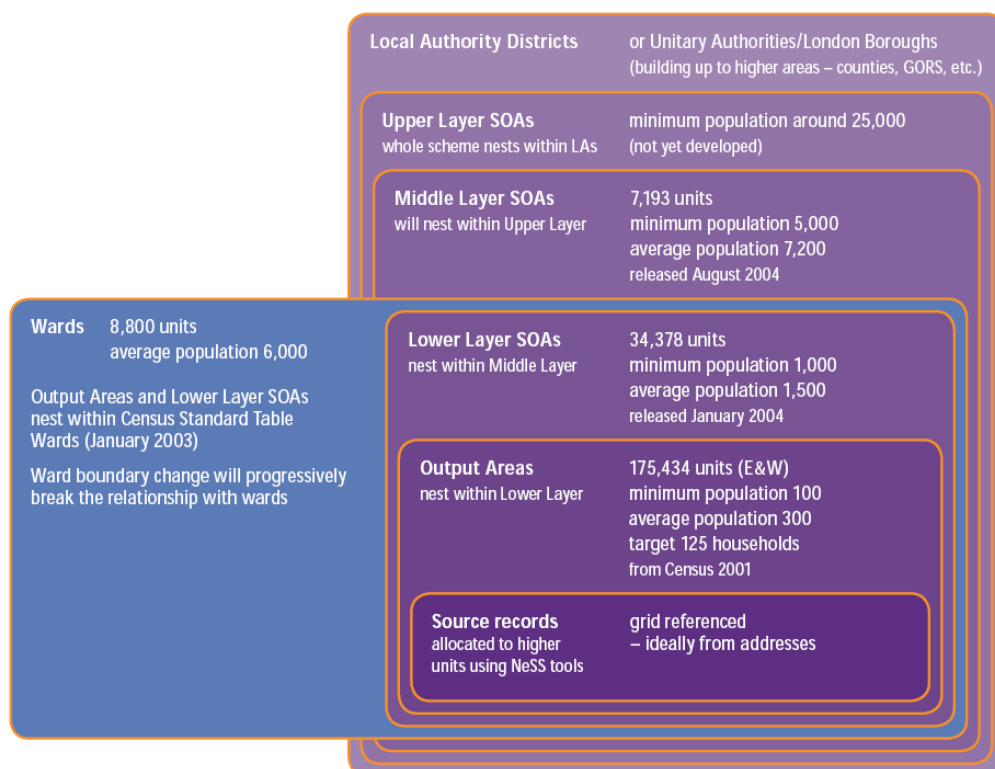 Local Authority Districts or Unitary Authorities/London Boroughs
(building up to higher areas – counties, GORS, etc.)
Upper Layer SOAs minimum population around 25,000
whole scheme nests within LAs (not yet developed)
Middle Layer SOAs 7,193 units
will nest within Upper Layer minimum population 5,000
average population 7,200
released August 2004
Wards 8,800 units
average population 6,000
Output Areas and Lower Layer SOAs
nest within Census Standard Table
Wards (January 2003)
Ward boundary change will progressively
break the relationship with wards
Lower Layer SOAs 34,378 units
nest within Middle Layer minimum population 1,000
average population 1,500
released January 2004
Output Areas 175,434 units (E&W)
nest within Lower Layer minimum population 100
average population 300
target 125 households
from Census 2001
Source records grid referenced
allocated to higher – ideally from addresses
units using NeSS tools